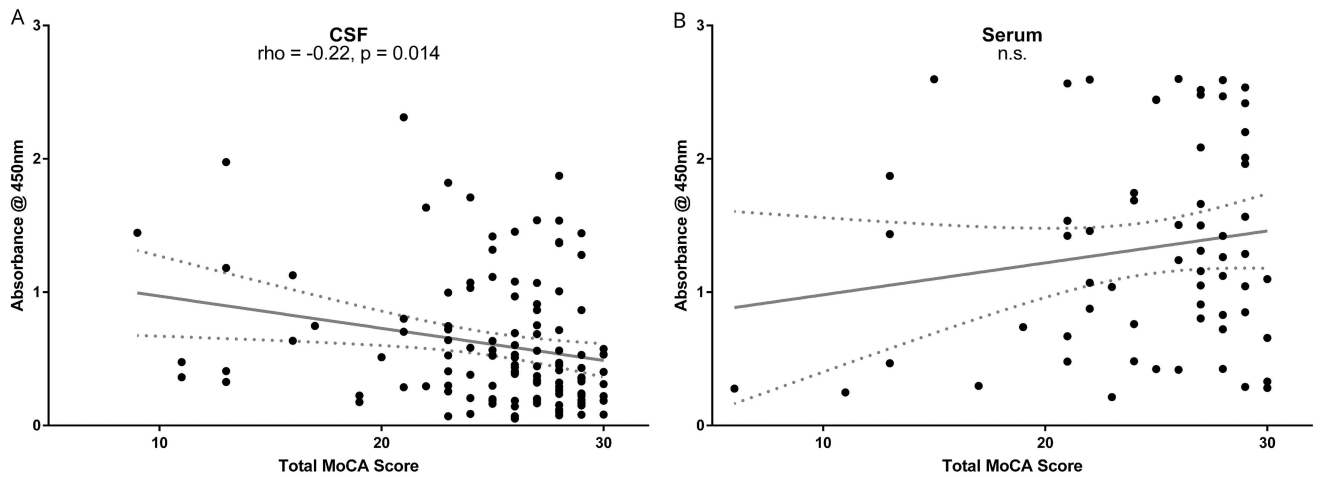 A
CSF
rho = -0.22, p = 0.014
3
2
1
0
Absorbance @ 450nm
10
20
30
Total MoCA Score
B
Serum
n.s.
3
2
1
0
Absorbance @ 450nm
10
20
30
Total MoCA Score